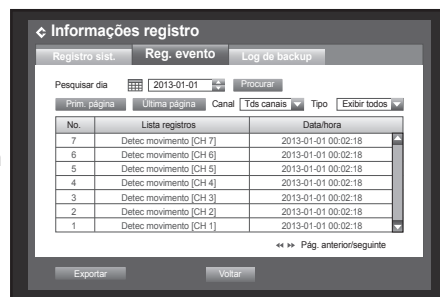 Informações registro
Registro sist. Reg. evento Log de backup
Pesquisar dia 2013-01-01 Procurar
Prim. página Última página Canal Tds canais Tipo Exibir todos
No. Lista registros Data/hora
7 Detec movimento [CH 7] 2013-01-01 00:02:18
6 Detec movimento [CH 6] 2013-01-01 00:02:18
5 Detec movimento [CH 5] 2013-01-01 00:02:18
4 Detec movimento [CH 4] 2013-01-01 00:02:18
3 Detec movimento [CH 3] 2013-01-01 00:02:18
2 Detec movimento [CH 2] 2013-01-01 00:02:18
1 Detec movimento [CH 1] 2013-01-01 00:02:18
Pág. anterior/seguinte
Exportar Voltar